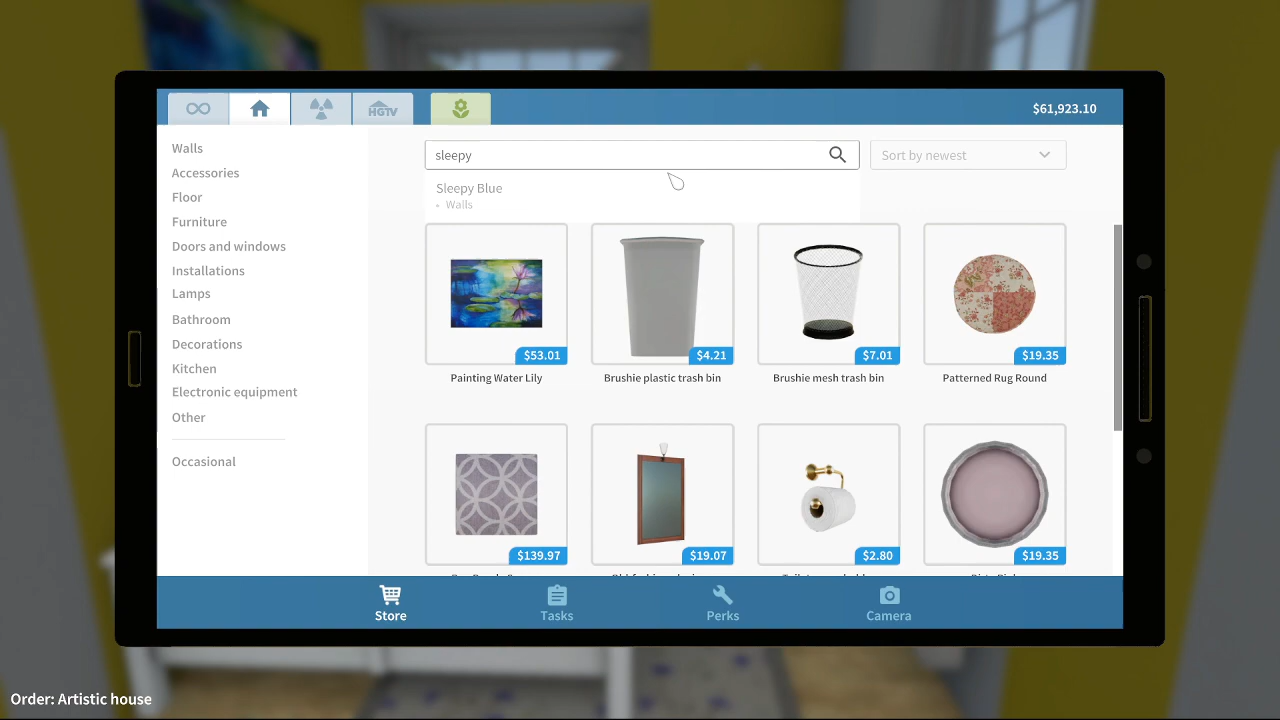 HGTV
$61,923.10
Walls
Accessories
Floor
Furniture
Doors and windows
Installations
Lamps
Bathroom
Decorations
Kitchen
Electronic equipment
Other
Occasional
sleepy
Sort by newest
Sleepy Blue
• Walls
$53.01
$4.21
$7.01
$19.35
Painting Water Lily
Brushie plastic trash bin
Brushie mesh trash bin
Patterned Rug Round
$139.97
$19.07
$2.80
$19.35
Store
Tasks
Perks
Camera
Order: Artistic house